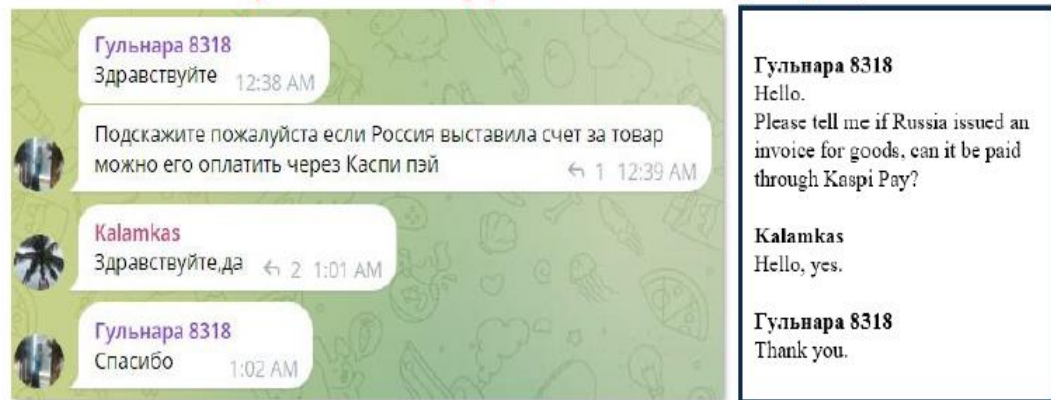 Гульнара 8318
Здравствуйте 12:38 AM
Подскажите пожалуйста если Россия выставила счет за товар
можно его оплатить через Каспи пэй 1 12:39 AM
Kalamkas
Здравствуйте,да 2 1:01 AM
Гульнара 8318
Спасибо 1:02 AM
Гульнара 8318
Hello.
Please tell me if Russia issued an
invoice for goods, can it be paid
through Kaspi Pay?
Kalamkas
Hello, yes.
Гульнара 8318
Thank you.